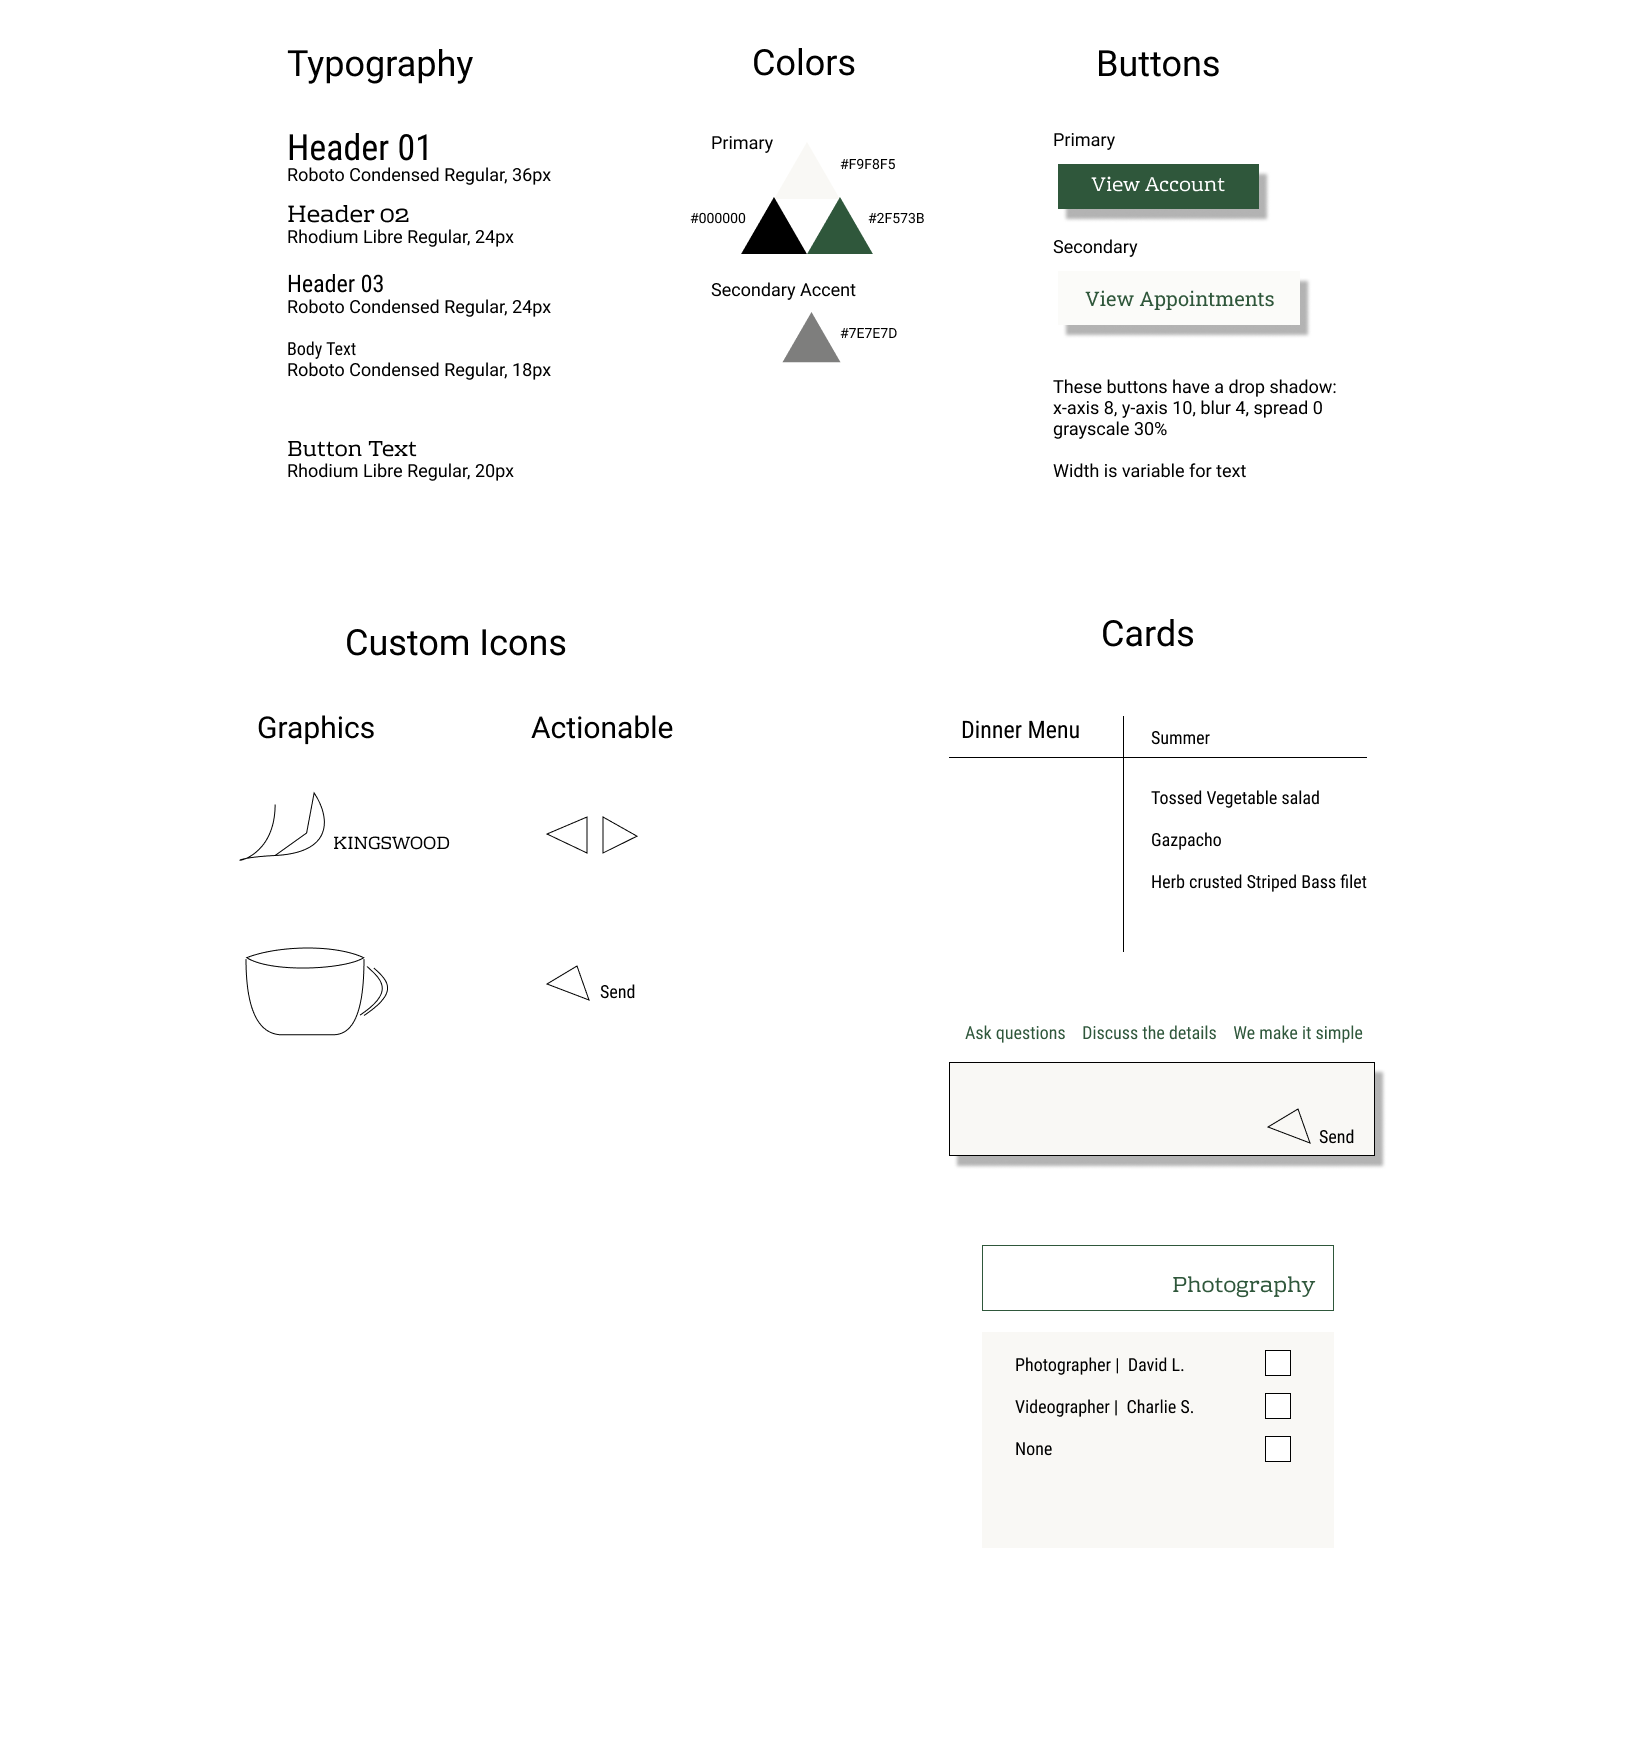 Typography
Header 01
Roboto Condensed Regular, 36px
Header 02
Rhodium Libre Regular, 24px
Header 03
Roboto Condensed Regular, 24px
Body Text
Roboto Condensed Regular, 18px
Button Text
Rhodium Libre Regular, 20px
Colors
Primary
#F9F8F5
#000000
#2F573B
Secondary Accent
#7E7E7D
Buttons
Primary
View Account
Secondary
View Appointments
These buttons have a drop shadow:
x-axis 8, y-axis 10, blur 4, spread 0
grayscale 30%
Width is variable for text
Custom Icons
Graphics
KINGSWOOD
Actionable
Send
Cards
Dinner Menu
Summer
Tossed Vegetable salad
Gazpacho
Herb crusted Striped Bass filet
Ask questions Discuss the details We make it simple
Send
Photography
Photographer | David L.
Videographer | Charlie S.
None